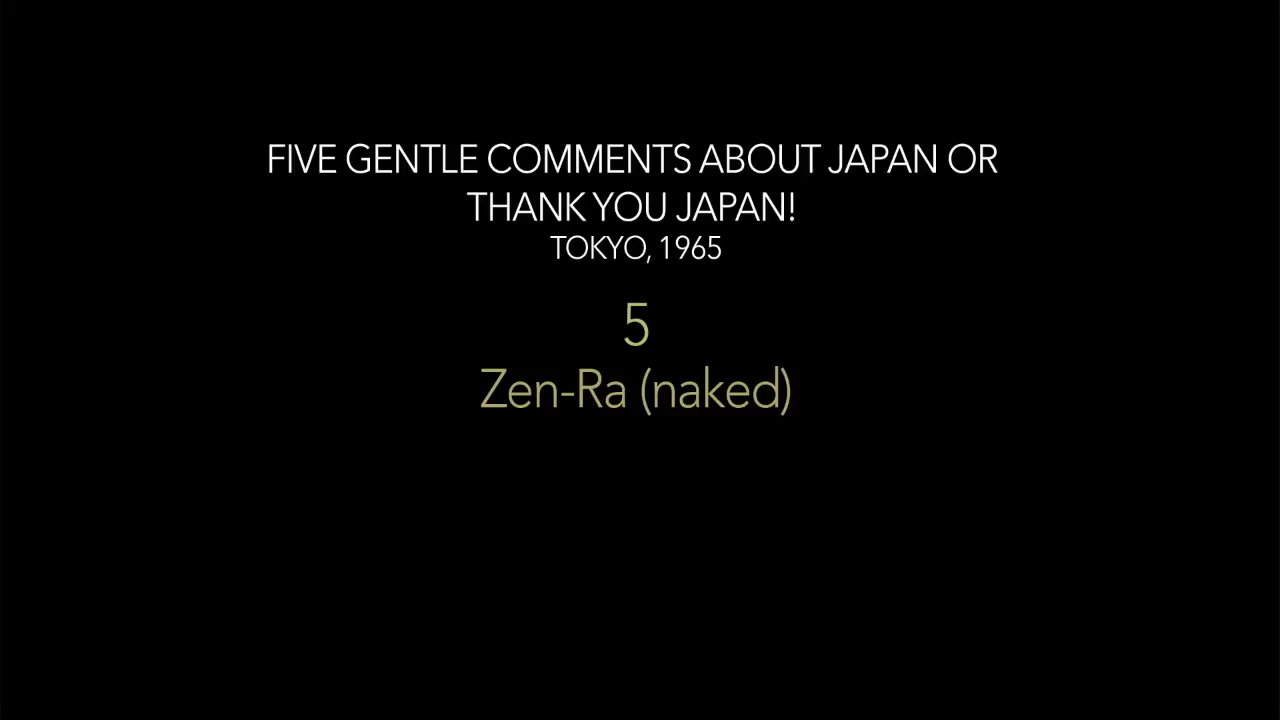 FIVE GENTLE COMMENTS ABOUT JAPAN OR
THANK YOU JAPAN!
TOKYO, 1965
5
Zen-Ra (naked)